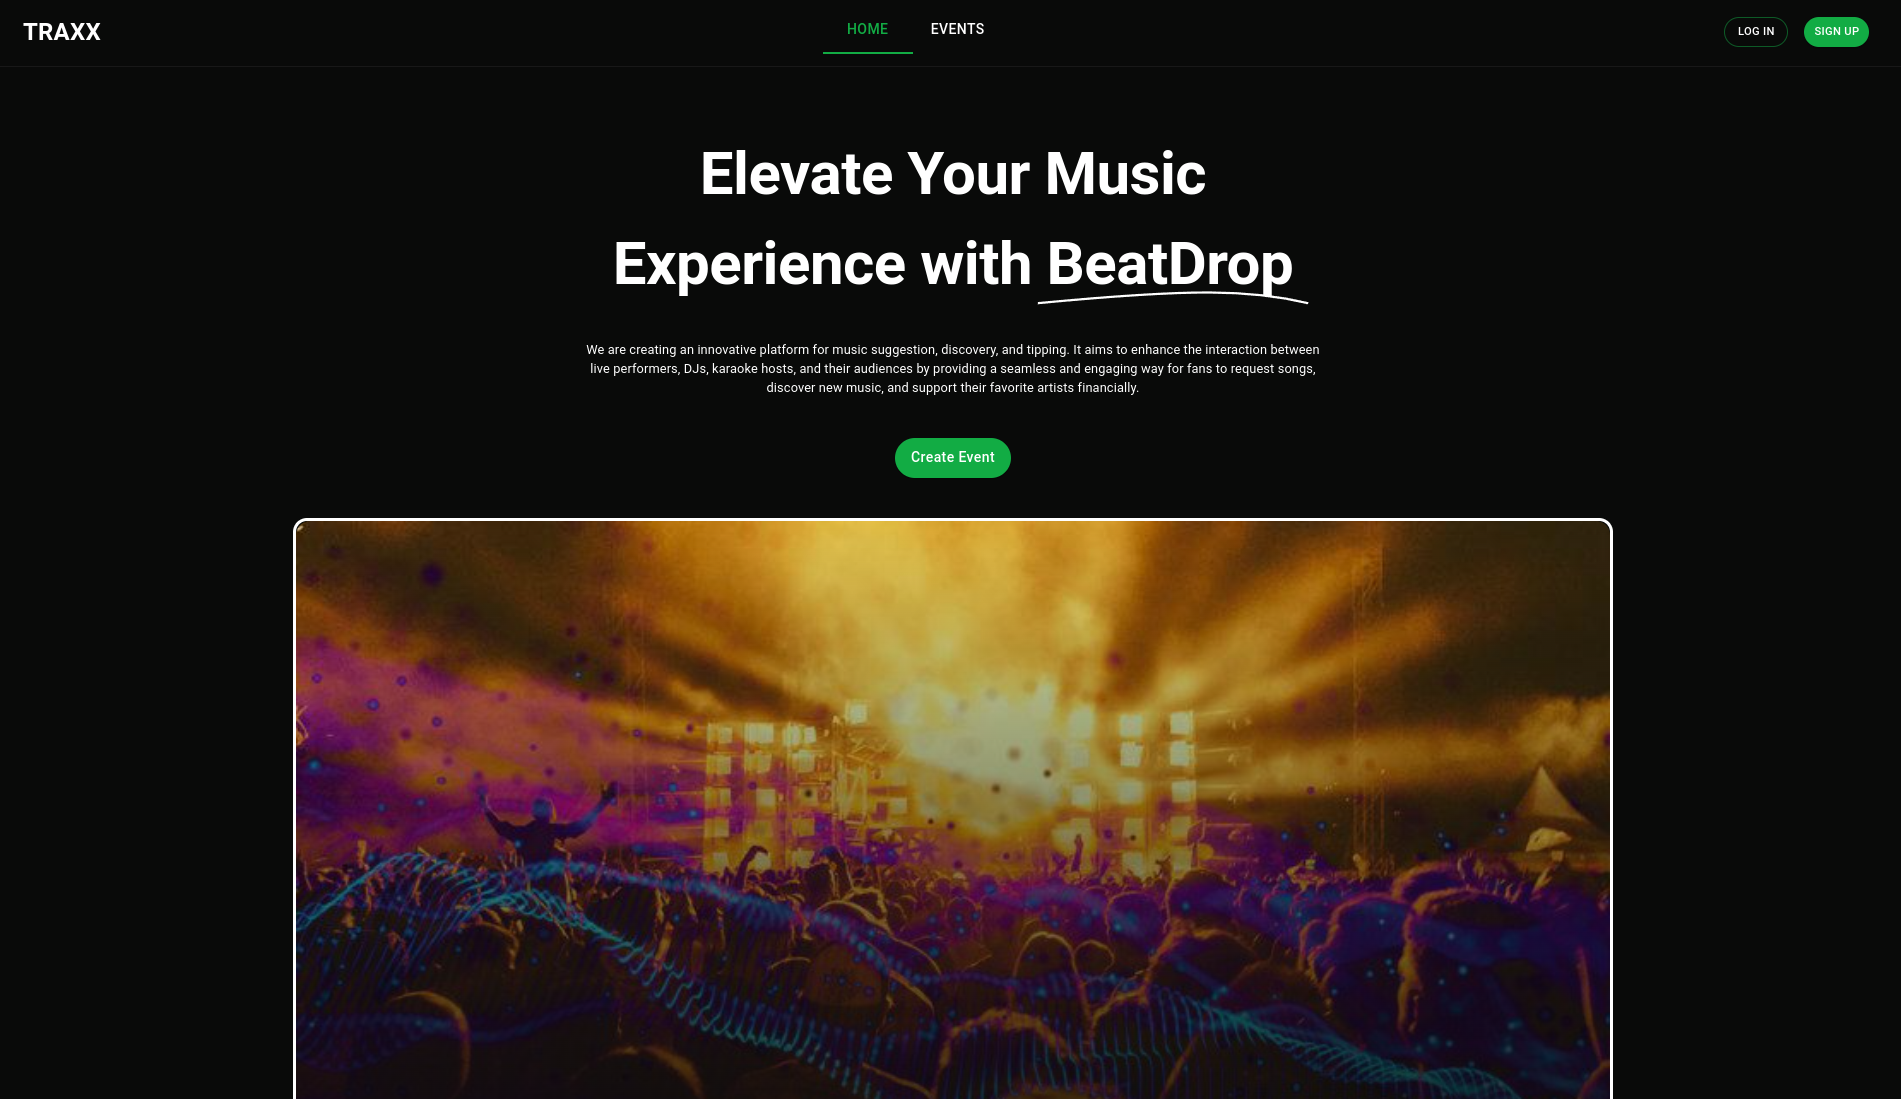 TRAXX
HOME
EVENTS
LOG IN
SIGN UP
Elevate Your Music
Experience with BeatDrop
We are creating an innovative platform for music suggestion, discovery, and tipping. It aims to enhance the interaction between
live performers, DJs, karaoke hosts, and their audiences by providing a seamless and engaging way for fans to request songs,
discover new music, and support their favorite artists financially.
Create Event